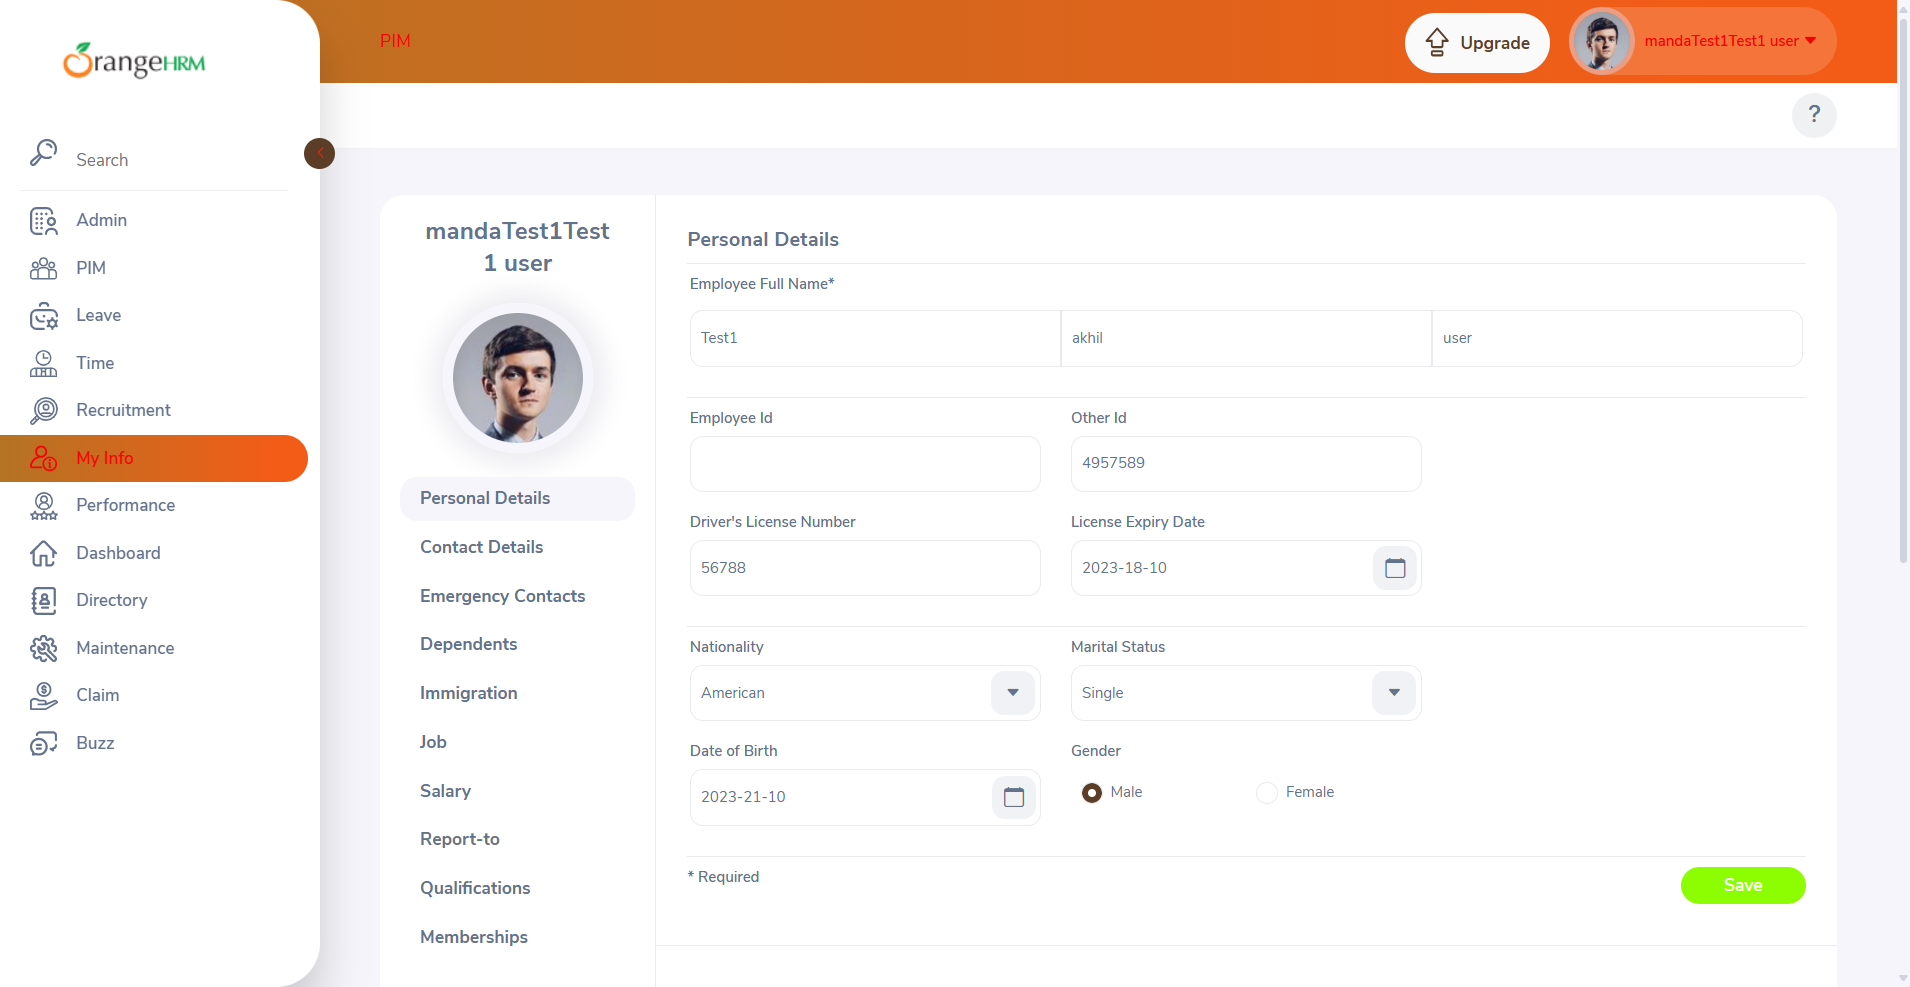 OrangeHRM
PIM
Upgrade
mandaTest1Test1 user
?
Search
Admin
PIM
Leave
Time
Recruitment
My Info
Performance
Dashboard
Directory
Maintenance
Claim
Buzz
mandaTest1Test
1 user
Personal Details
Contact Details
Emergency Contacts
Dependents
Immigration
Job
Salary
Report-to
Qualifications
Memberships
Personal Details
Employee Full Name*
Test1 akhil user
Employee Id Other Id
4957589
Driver's License Number License Expiry Date
56788 2023-18-10
Nationality Marital Status
American Single
Date of Birth Gender
2023-21-10 Male Female
* Required
Save